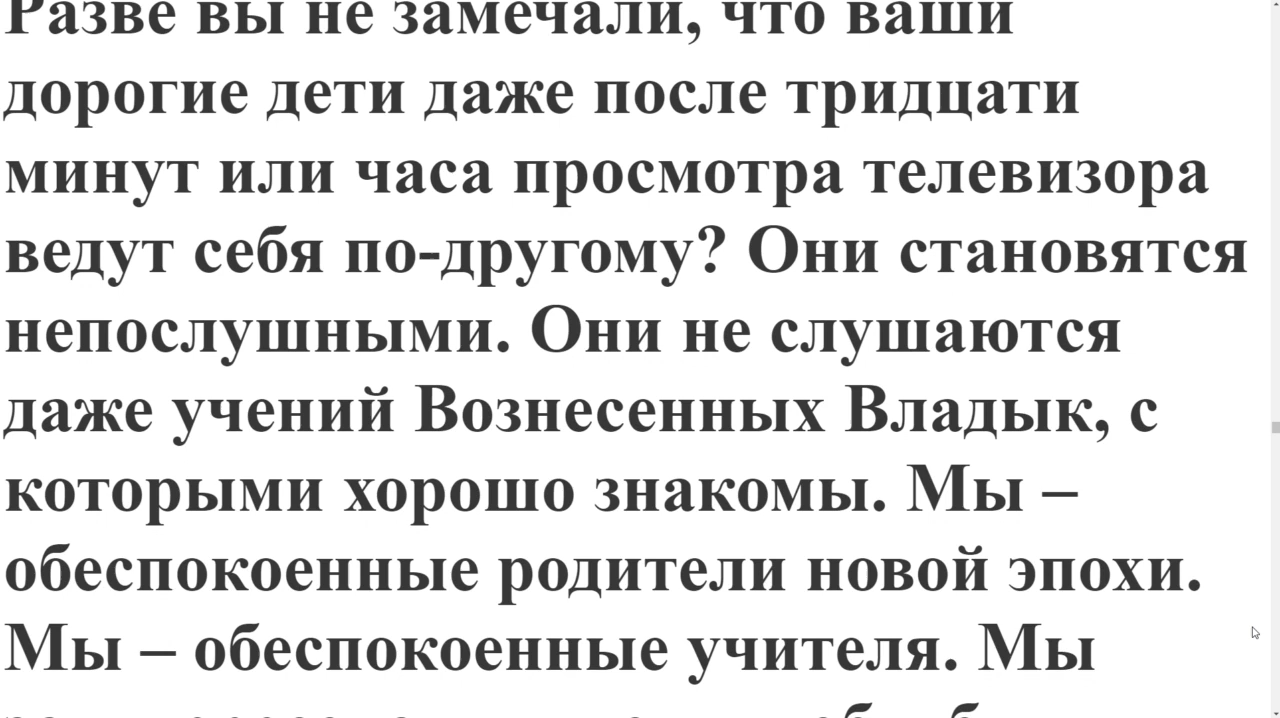 Разве вы не замечали, что ваши
дорогие дети даже после тридцати
минут или часа просмотра телевизора
ведут себя по-другому? Они становятся
непослушными. Они не слушаются
даже учений Вознесенных Владык, с
которыми хорошо знакомы. Мы –
обеспокоенные родители новой эпохи.
Мы – обеспокоенные учителя. Мы